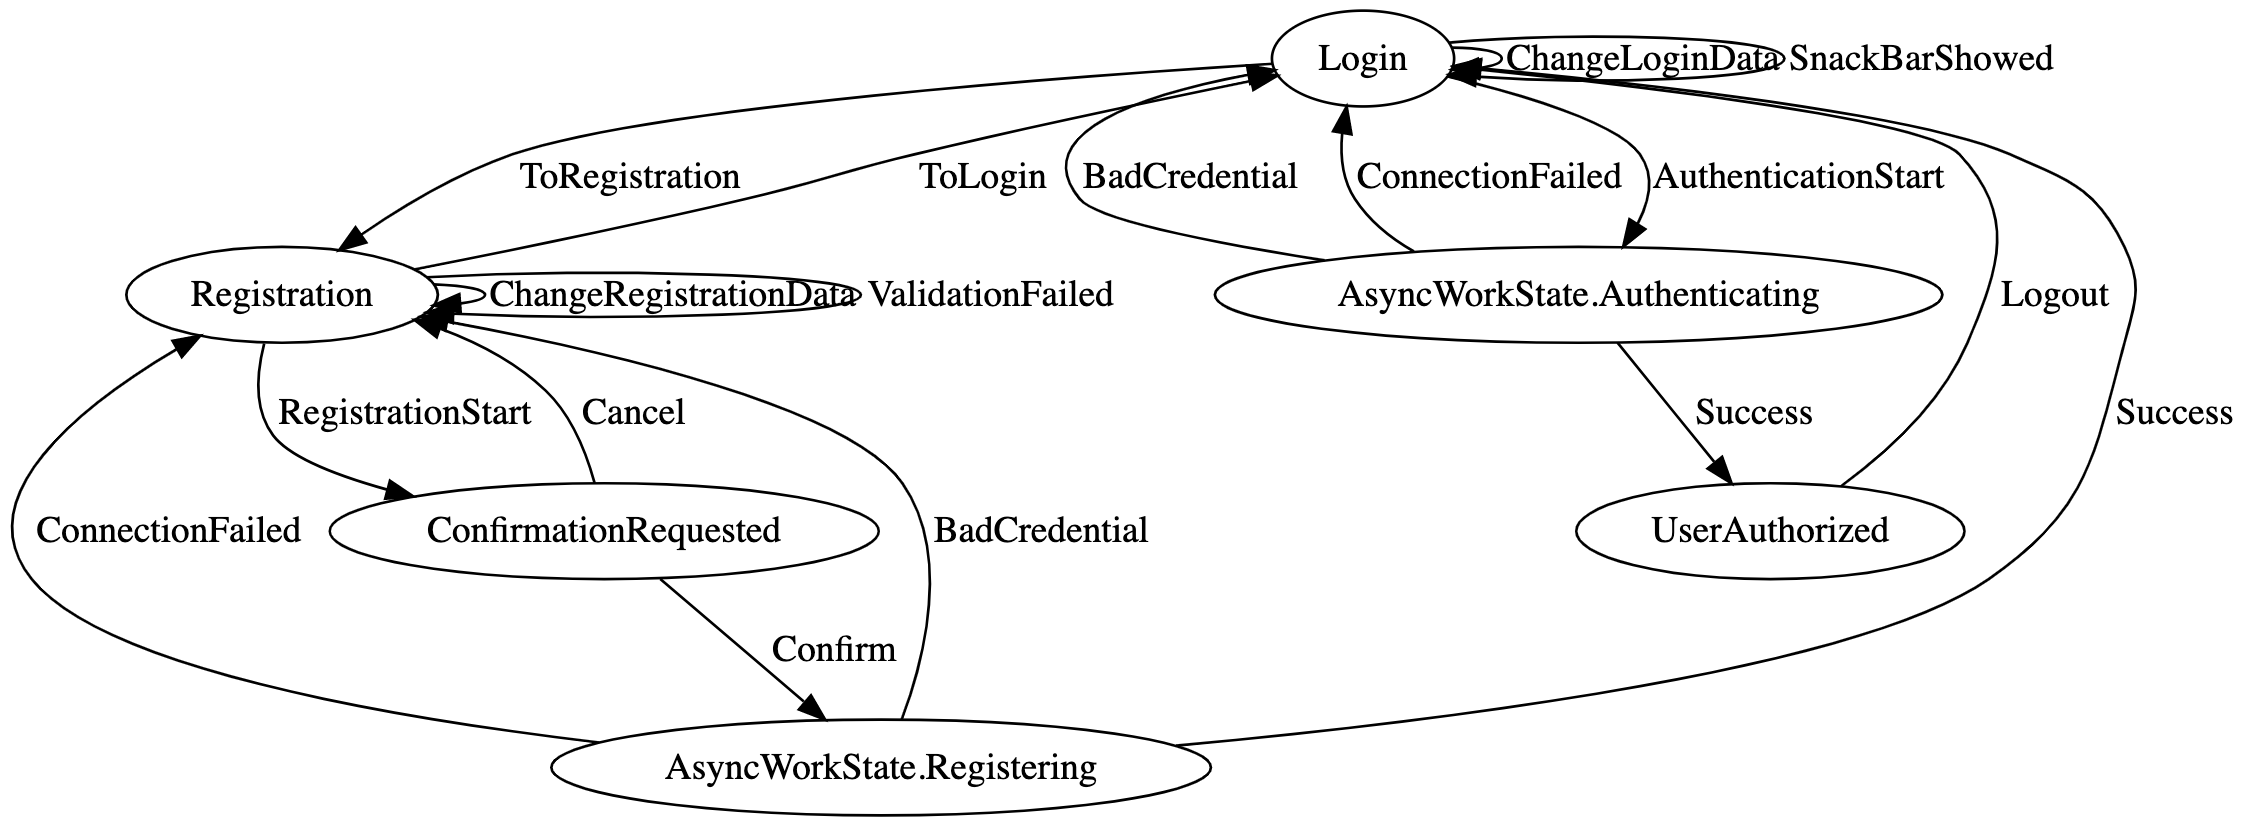 Login
ChangeLoginData
SnackBarShowed
ToRegistration
ToLogin
BadCredential
ConnectionFailed
AuthenticationStart
Registration
ChangeRegistrationData
ValidationFailed
AsyncWorkState.Authenticating
Logout
RegistrationStart
Cancel
Success
Success
ConnectionFailed
ConfirmationRequested
BadCredential
UserAuthorized
Confirm
AsyncWorkState.Registering